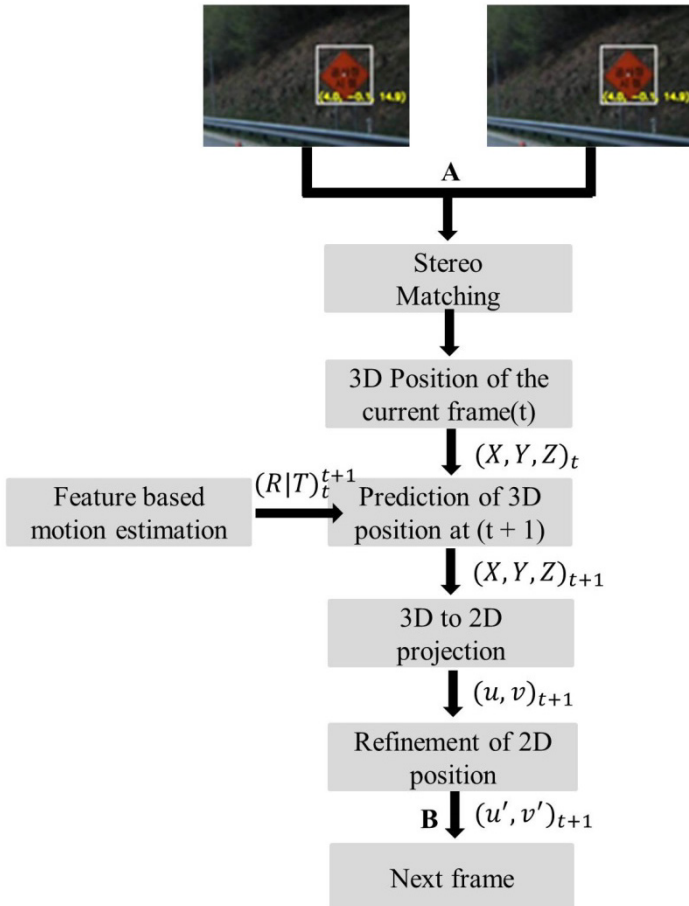 (4.0, -0.1, 14.9)
(4.0, -0.1, 14.9)
A
Stereo
Matching
3D Position of the
current frame(t)
(X, Y, Z)ₜ
Feature based
motion estimation
(R|T)ₜᵗ⁺¹
Prediction of 3D
position at (t + 1)
(X, Y, Z)ₜ₊₁
3D to 2D
projection
(u, v)ₜ₊₁
Refinement of 2D
position
B
(u′, v′)ₜ₊₁
Next frame